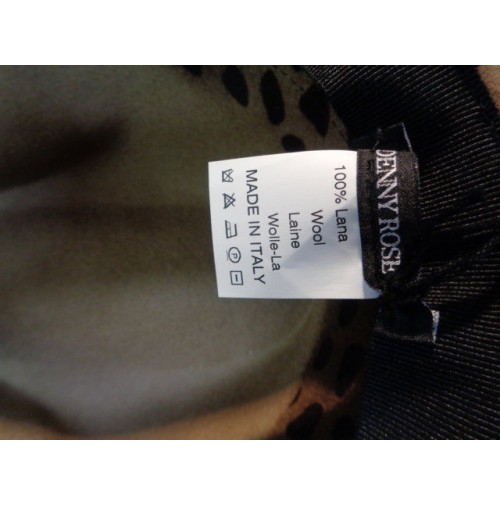 DENNY ROSE
100% Lana
Wool
Laine
Wolle-La
MADE IN ITALY